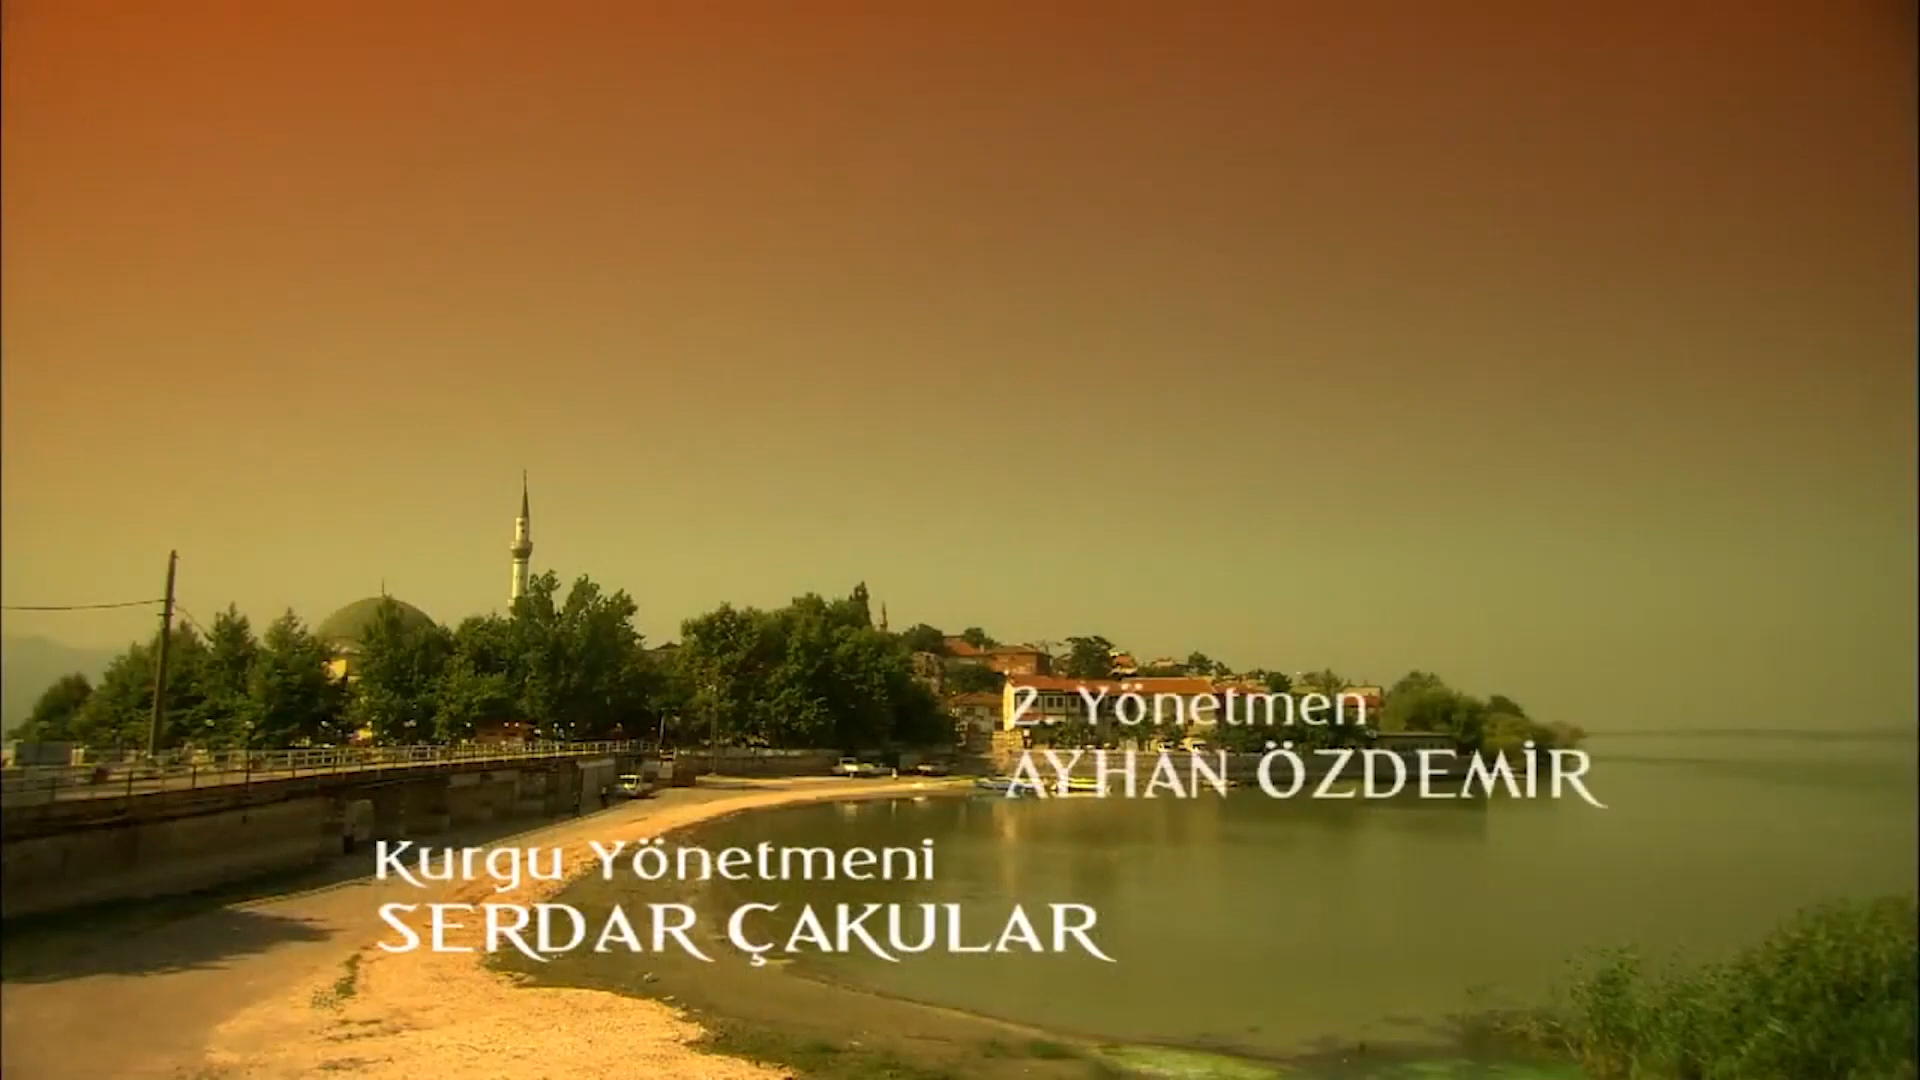 2. Yönetmen
AYHAN ÖZDEMİR
Kurgu Yönetmeni
SERDAR ÇAKULAR